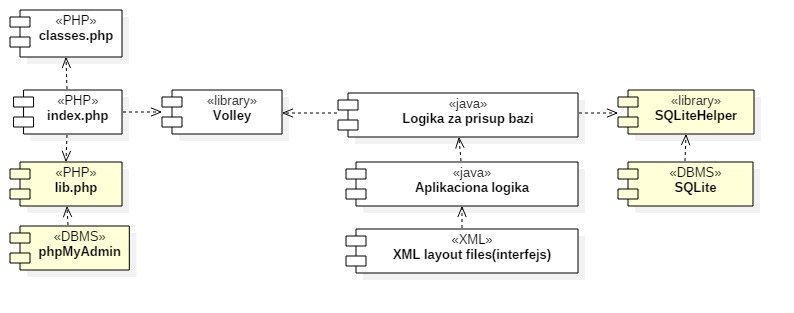 «PHP»
classes.php
«PHP»
index.php
«library»
Volley
«java»
Logika za prisup bazi
«library»
SQLiteHelper
«PHP»
lib.php
«java»
Aplikaciona logika
«DBMS»
SQLite
«DBMS»
phpMyAdmin
«XML»
XML layout files(interfejs)